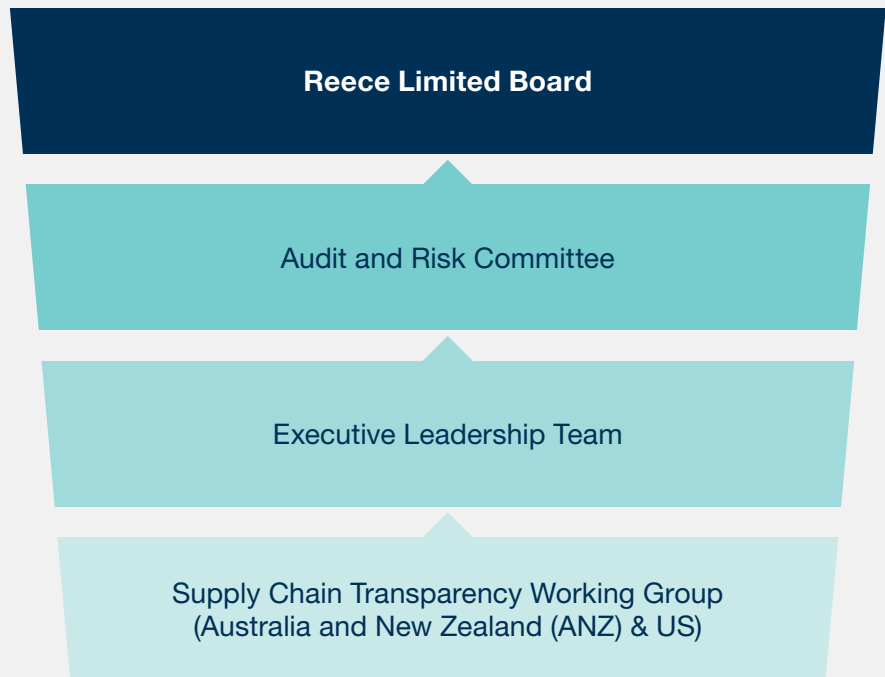 Reece Limited Board
Audit and Risk Committee
Executive Leadership Team
Supply Chain Transparency Working Group
(Australia and New Zealand (ANZ) & US)